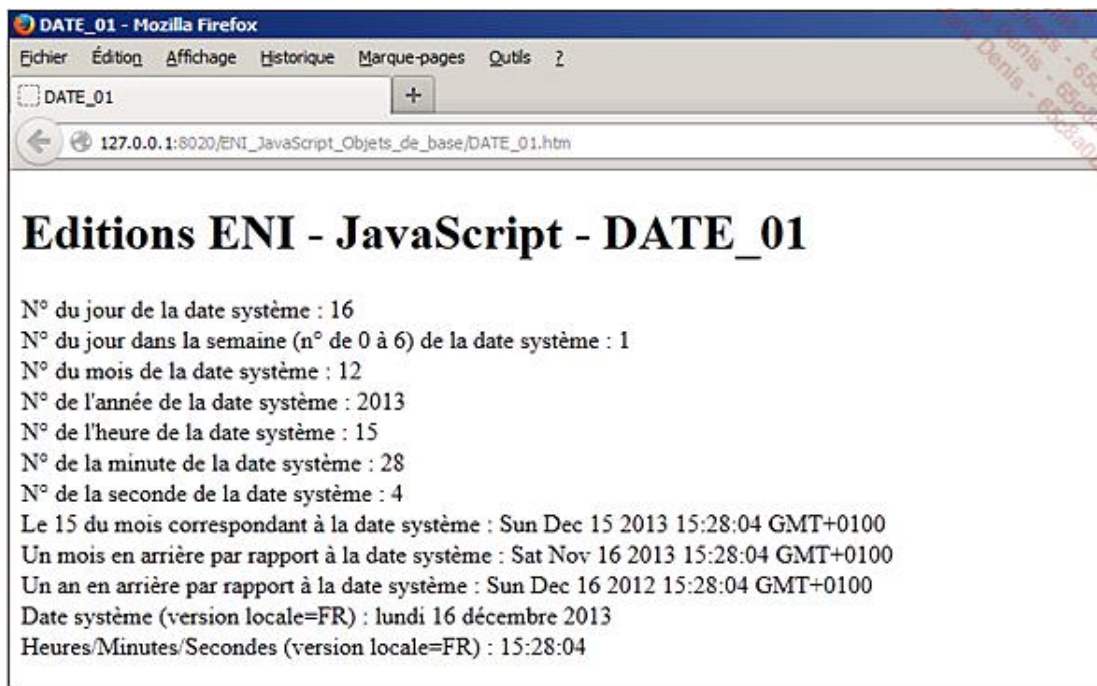 DATE_01 - Mozilla Firefox
Fichier Édition Affichage Historique Marque-pages Outils ?
DATE_01 +
127.0.0.1:8020/ENI_JavaScript_Objets_de_base/DATE_01.htm
Editions ENI - JavaScript - DATE_01
N° du jour de la date système : 16
N° du jour dans la semaine (n° de 0 à 6) de la date système : 1
N° du mois de la date système : 12
N° de l'année de la date système : 2013
N° de l'heure de la date système : 15
N° de la minute de la date système : 28
N° de la seconde de la date système : 4
Le 15 du mois correspondant à la date système : Sun Dec 15 2013 15:28:04 GMT+0100
Un mois en arrière par rapport à la date système : Sat Nov 16 2013 15:28:04 GMT+0100
Un an en arrière par rapport à la date système : Sun Dec 16 2012 15:28:04 GMT+0100
Date système (version locale=FR) : lundi 16 décembre 2013
Heures/Minutes/Secondes (version locale=FR) : 15:28:04